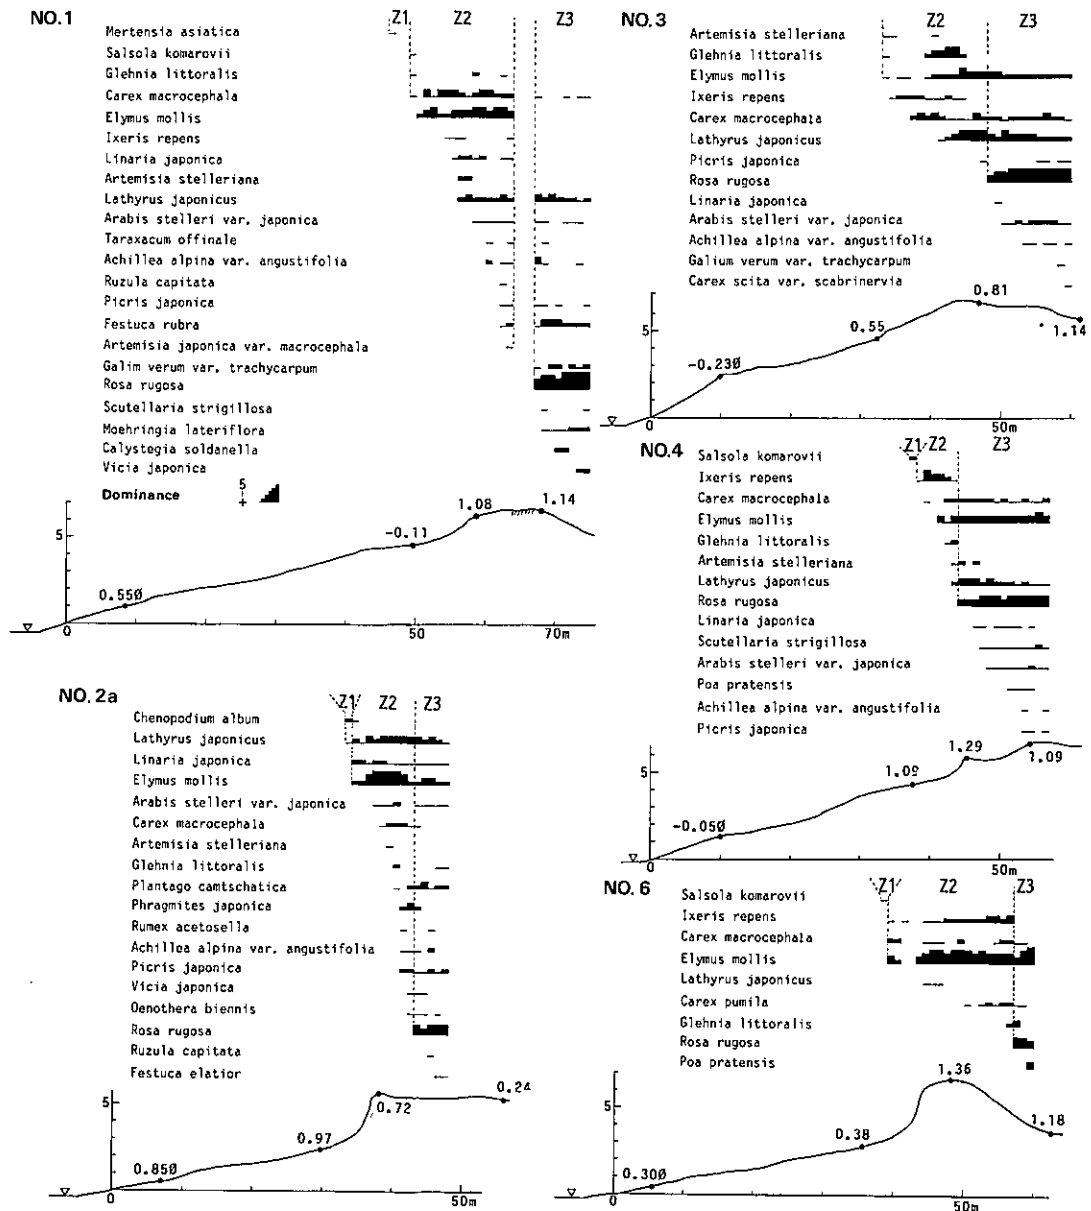 NO.1
Z1 Z2 Z3
Mertensia asiatica
Salsola komarovii
Glehnia littoralis
Carex macrocephala
Elymus mollis
Ixeris repens
Linaria japonica
Artemisia stelleriana
Lathyrus japonicus
Arabis stelleri var. japonica
Taraxacum offinale
Achillea alpina var. angustifolia
Ruzula capitata
Picris japonica
Festuca rubra
Artemisia japonica var. macrocephala
Galim verum var. trachycarpum
Rosa rugosa
Scutellaria strigillosa
Moehringia lateriflora
Calystegia soldanella
Vicia japonica
Dominance
5
+
5
0.55Ø
-0.11
1.08
1.14
0 50 70m
NO.2a
Z1 Z2 Z3
Chenopodium album
Lathyrus japonicus
Linaria japonica
Elymus mollis
Arabis stelleri var. japonica
Carex macrocephala
Artemisia stelleriana
Glehnia littoralis
Plantago camtschatica
Phragmites japonica
Rumex acetosella
Achillea alpina var. angustifolia
Picris japonica
Vicia japonica
Oenothera biennis
Rosa rugosa
Ruzula capitata
Festuca elatior
5
0.85Ø
0.97
0.72
0.24
0 50m
NO.3
Z2 Z3
Artemisia stelleriana
Glehnia littoralis
Elymus mollis
Ixeris repens
Carex macrocephala
Lathyrus japonicus
Picris japonica
Rosa rugosa
Linaria japonica
Arabis stelleri var. japonica
Achillea alpina var. angustifolia
Galium verum var. trachycarpum
Carex scita var. scabrinervia
5
-0.23Ø
0.55
0.81
1.14
0 50m
NO.4
Z1 Z2 Z3
Salsola komarovii
Ixeris repens
Carex macrocephala
Elymus mollis
Glehnia littoralis
Artemisia stelleriana
Lathyrus japonicus
Rosa rugosa
Linaria japonica
Scutellaria strigillosa
Arabis stelleri var. japonica
Poa pratensis
Achillea alpina var. angustifolia
Picris japonica
5
-0.05Ø
1.09
1.29
1.09
0 50m
NO.6
Z1 Z2 Z3
Salsola komarovii
Ixeris repens
Carex macrocephala
Elymus mollis
Lathyrus japonicus
Carex pumila
Glehnia littoralis
Rosa rugosa
Poa pratensis
5
0.30Ø
0.38
1.36
1.18
0 50m